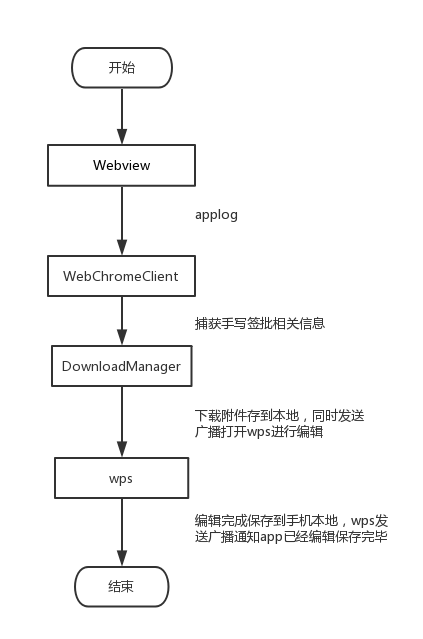 开始
Webview
applog
WebChromeClient
捕获手写签批相关信息
DownloadManager
下载附件存到本地，同时发送
广播打开wps进行编辑
wps
编辑完成保存到手机本地，wps发
送广播通知app已经编辑保存完毕
结束